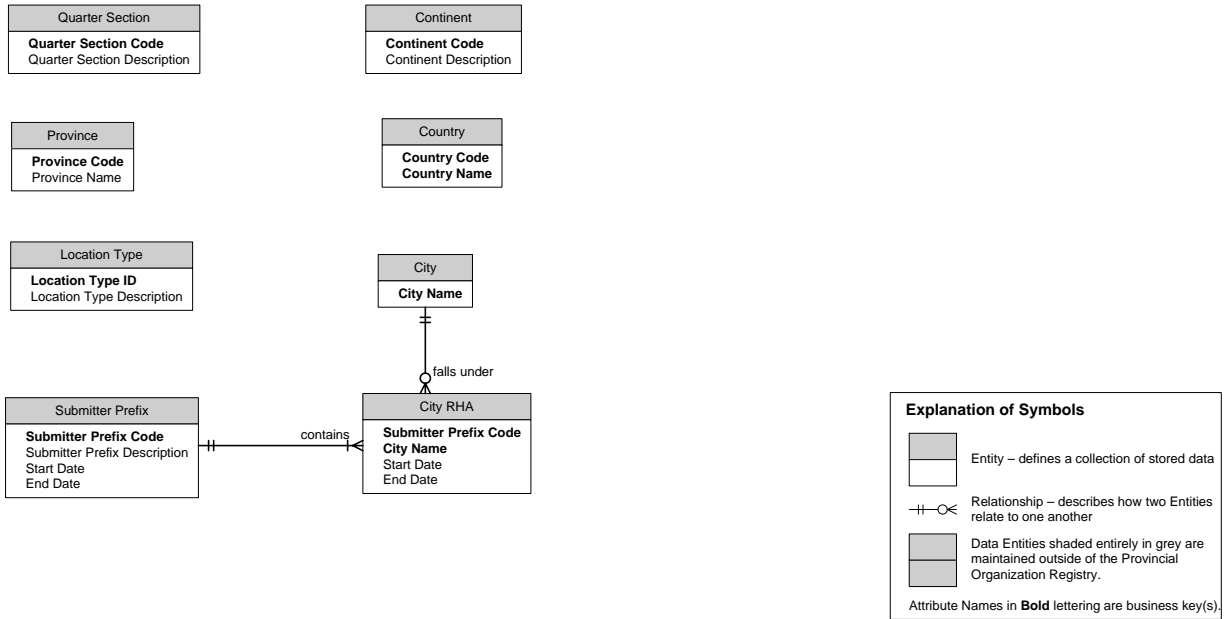 Quarter Section
Quarter Section Code
Quarter Section Description
Continent
Continent Code
Continent Description
Province
Province Code
Province Name
Country
Country Code
Country Name
Location Type
Location Type ID
Location Type Description
City
City Name
falls under
Submitter Prefix
Submitter Prefix Code
Submitter Prefix Description
Start Date
End Date
contains
City RHA
Submitter Prefix Code
City Name
Start Date
End Date
Explanation of Symbols
Entity – defines a collection of stored data
Relationship – describes how two Entities
relate to one another
Data Entities shaded entirely in grey are
maintained outside of the Provincial
Organization Registry.
Attribute Names in Bold lettering are business key(s).